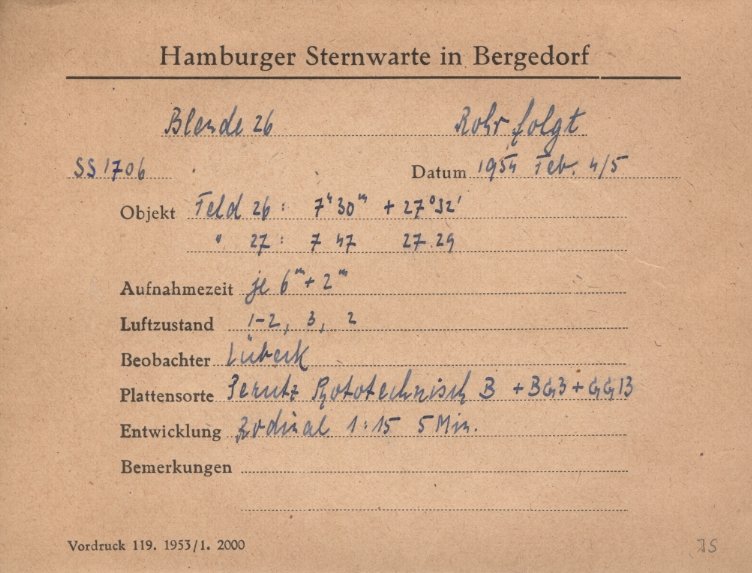 Hamburger Sternwarte in Bergedorf
Blende 26 Rohr folgt
SS 1706 Datum 1954 Feb. 4/5
Objekt Feld 26 : 7ʰ30ᵐ + 27°32'
" 27 : 7 47 27 29
Aufnahmezeit je 6ᵐ + 2ᵐ
Luftzustand 1-2, 3, 2
Beobachter Lübeck
Plattensorte Perutz Phototechnisch B + BG3 + GG13
Entwicklung Rodinal 1:15 5 Min.
Bemerkungen
Vordruck 119. 1953/1. 2000